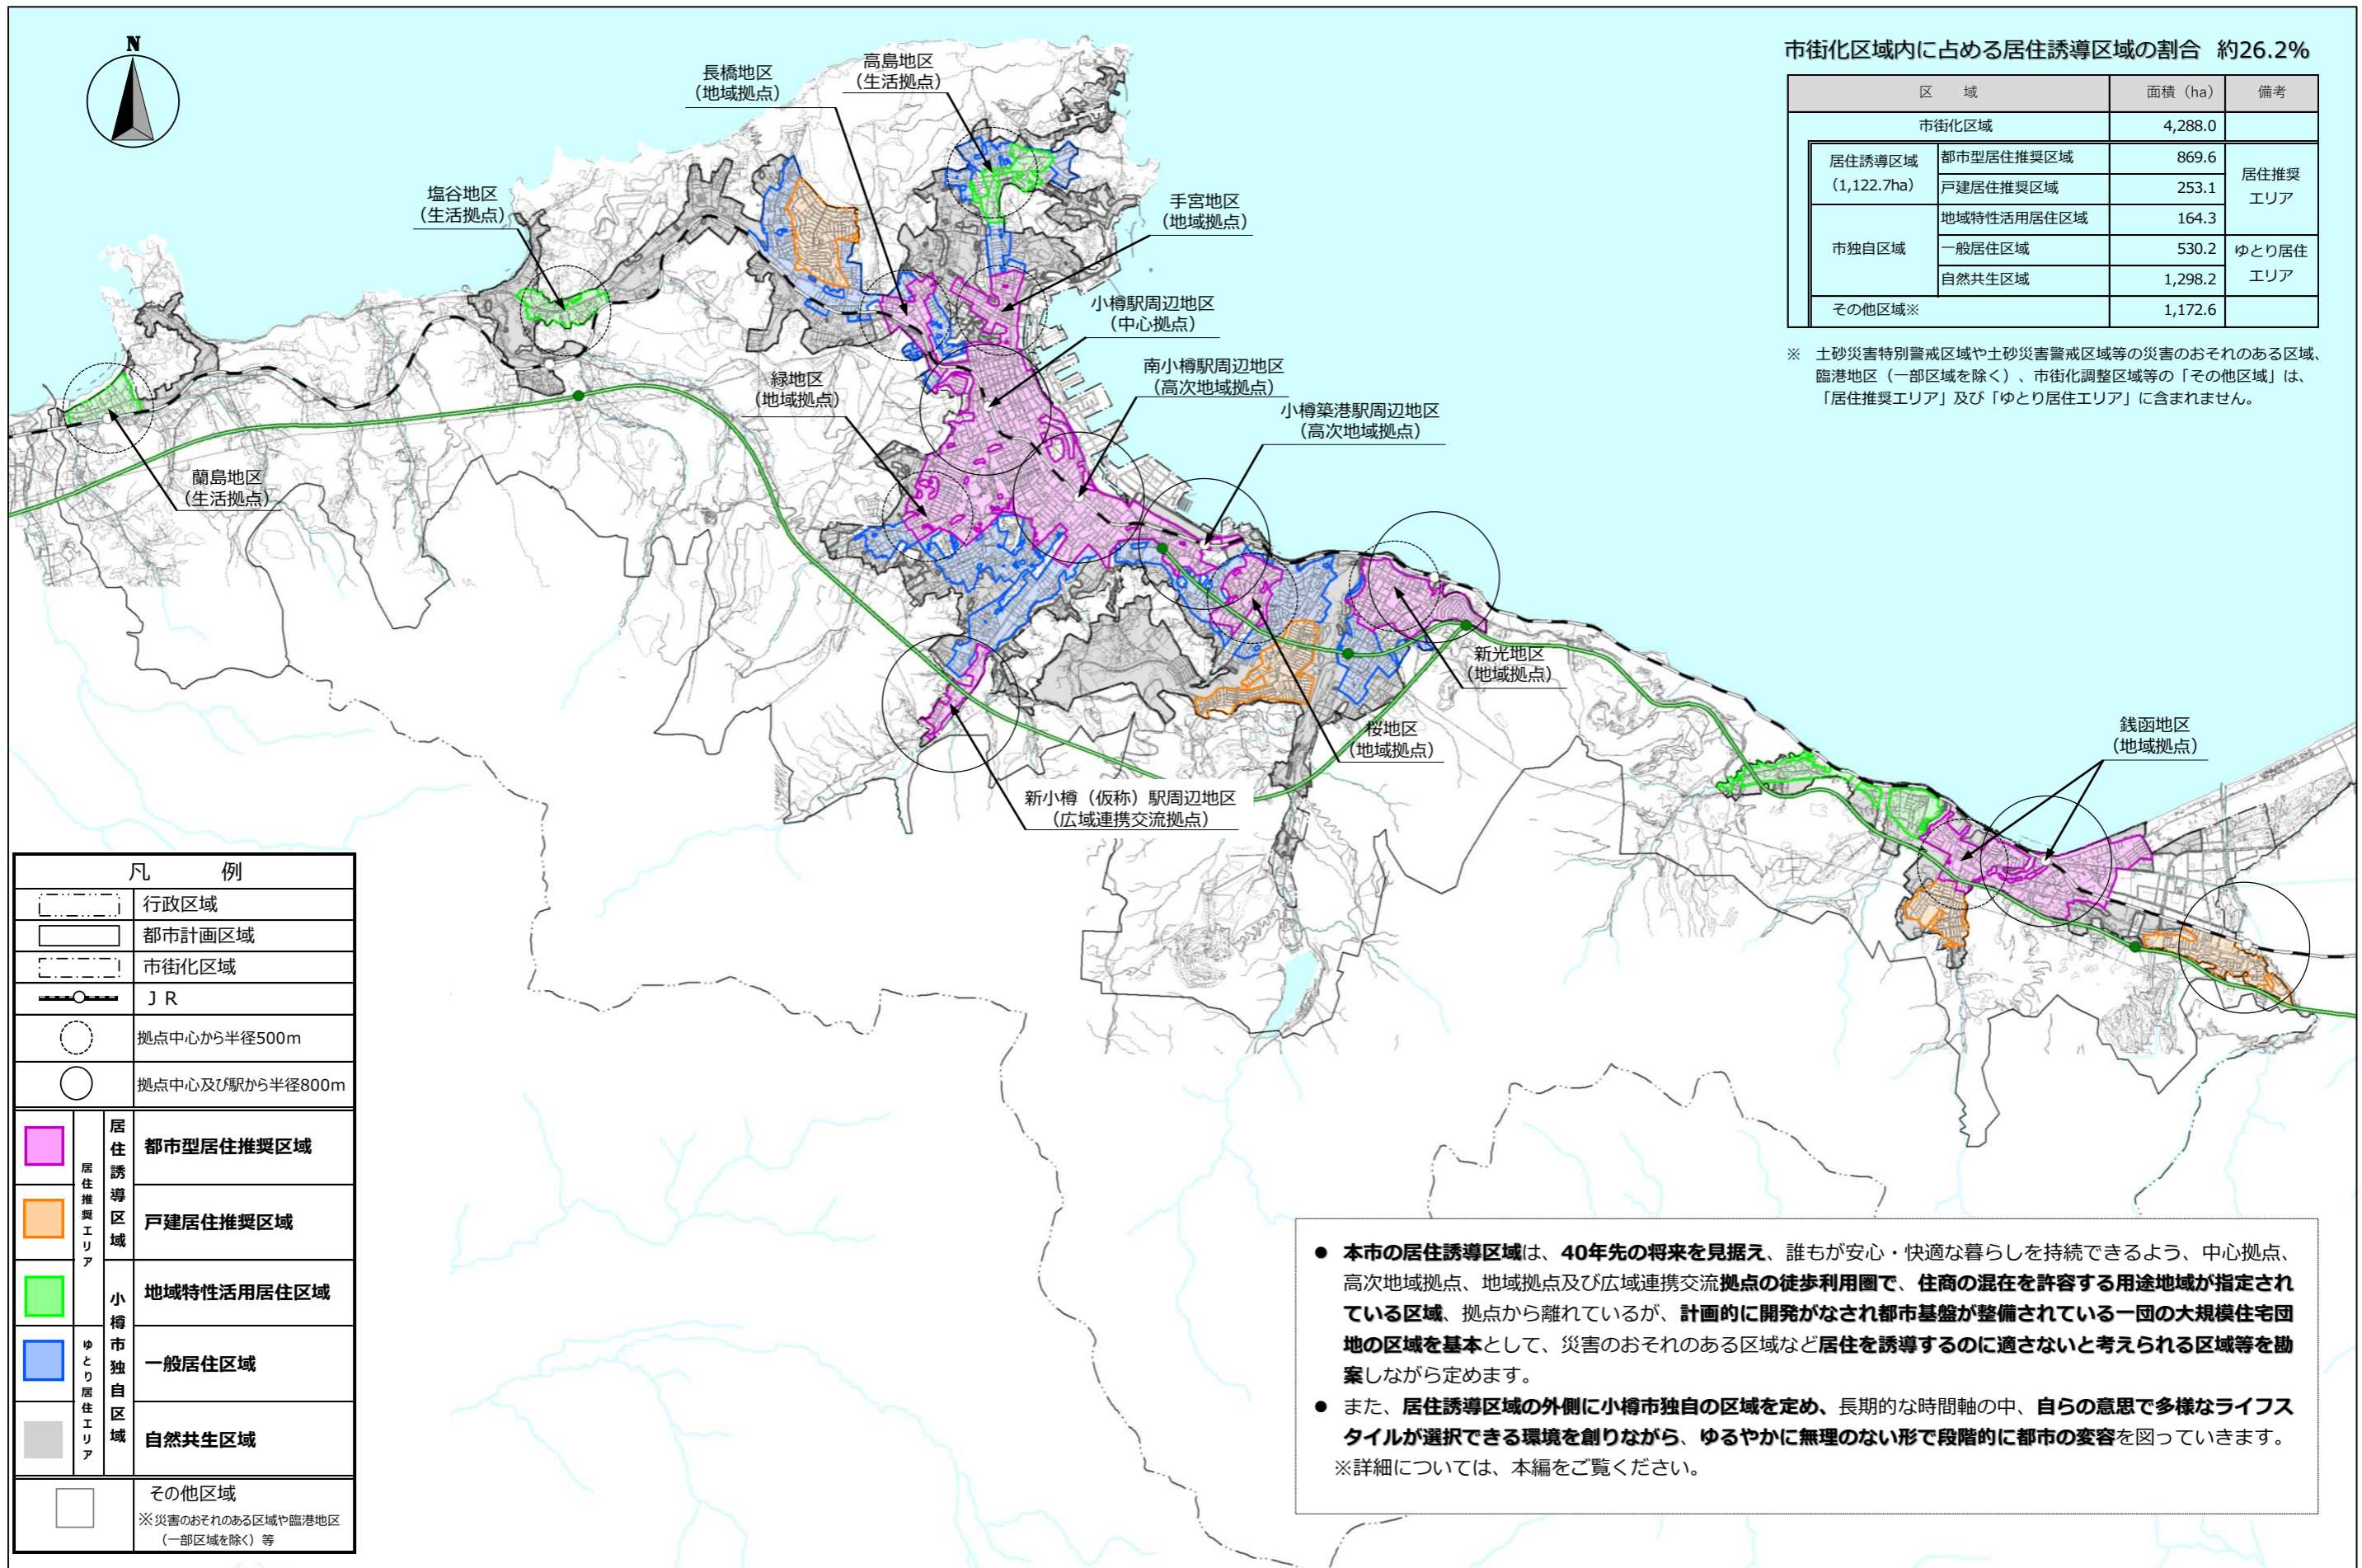 N
長橋地区
（地域拠点）
高島地区
（生活拠点）
塩谷地区
（生活拠点）
手宮地区
（地域拠点）
小樽駅周辺地区
（中心拠点）
南小樽駅周辺地区
（高次地域拠点）
緑地区
（地域拠点）
小樽築港駅周辺地区
（高次地域拠点）
蘭島地区
（生活拠点）
新光地区
（地域拠点）
桜地区
（地域拠点）
銭函地区
（地域拠点）
新小樽（仮称）駅周辺地区
（広域連携交流拠点）
市街化区域内に占める居住誘導区域の割合 約26.2%
区 域 面積（ha） 備考
市街化区域 4,288.0
居住誘導区域
（1,122.7ha）
都市型居住推奨区域 869.6
戸建居住推奨区域 253.1
居住推奨
エリア
市独自区域
地域特性活用居住区域 164.3
一般居住区域 530.2
自然共生区域 1,298.2
ゆとり居住
エリア
その他区域※ 1,172.6
※ 土砂災害特別警戒区域や土砂災害警戒区域等の災害のおそれのある区域、
臨港地区（一部区域を除く）、市街化調整区域等の「その他区域」は、
「居住推奨エリア」及び「ゆとり居住エリア」に含まれません。
凡 例
行政区域
都市計画区域
市街化区域
ＪＲ
拠点中心から半径500m
拠点中心及び駅から半径800m
居住推奨エリア
居住誘導区域
都市型居住推奨区域
戸建居住推奨区域
小樽市独自区域
地域特性活用居住区域
ゆとり居住エリア
一般居住区域
自然共生区域
その他区域
※災害のおそれのある区域や臨港地区
（一部区域を除く）等
● 本市の居住誘導区域は、40年先の将来を見据え、誰もが安心・快適な暮らしを持続できるよう、中心拠点、
高次地域拠点、地域拠点及び広域連携交流拠点の徒歩利用圏で、住商の混在を許容する用途地域が指定され
ている区域、拠点から離れているが、計画的に開発がなされ都市基盤が整備されている一団の大規模住宅団
地の区域を基本として、災害のおそれのある区域など居住を誘導するのに適さないと考えられる区域等を勘
案しながら定めます。
● また、居住誘導区域の外側に小樽市独自の区域を定め、長期的な時間軸の中、自らの意思で多様なライフス
タイルが選択できる環境を創りながら、ゆるやかに無理のない形で段階的に都市の変容を図っていきます。
※詳細については、本編をご覧ください。